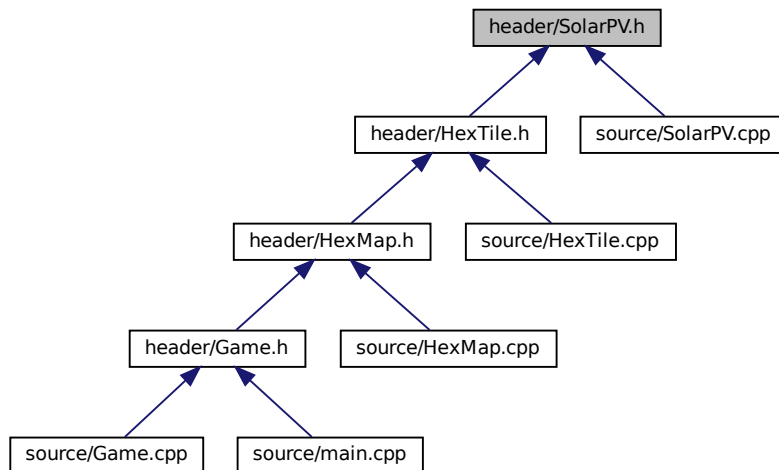 header/SolarPV.h
header/HexTile.h
source/SolarPV.cpp
header/HexMap.h
source/HexTile.cpp
header/Game.h
source/HexMap.cpp
source/Game.cpp
source/main.cpp